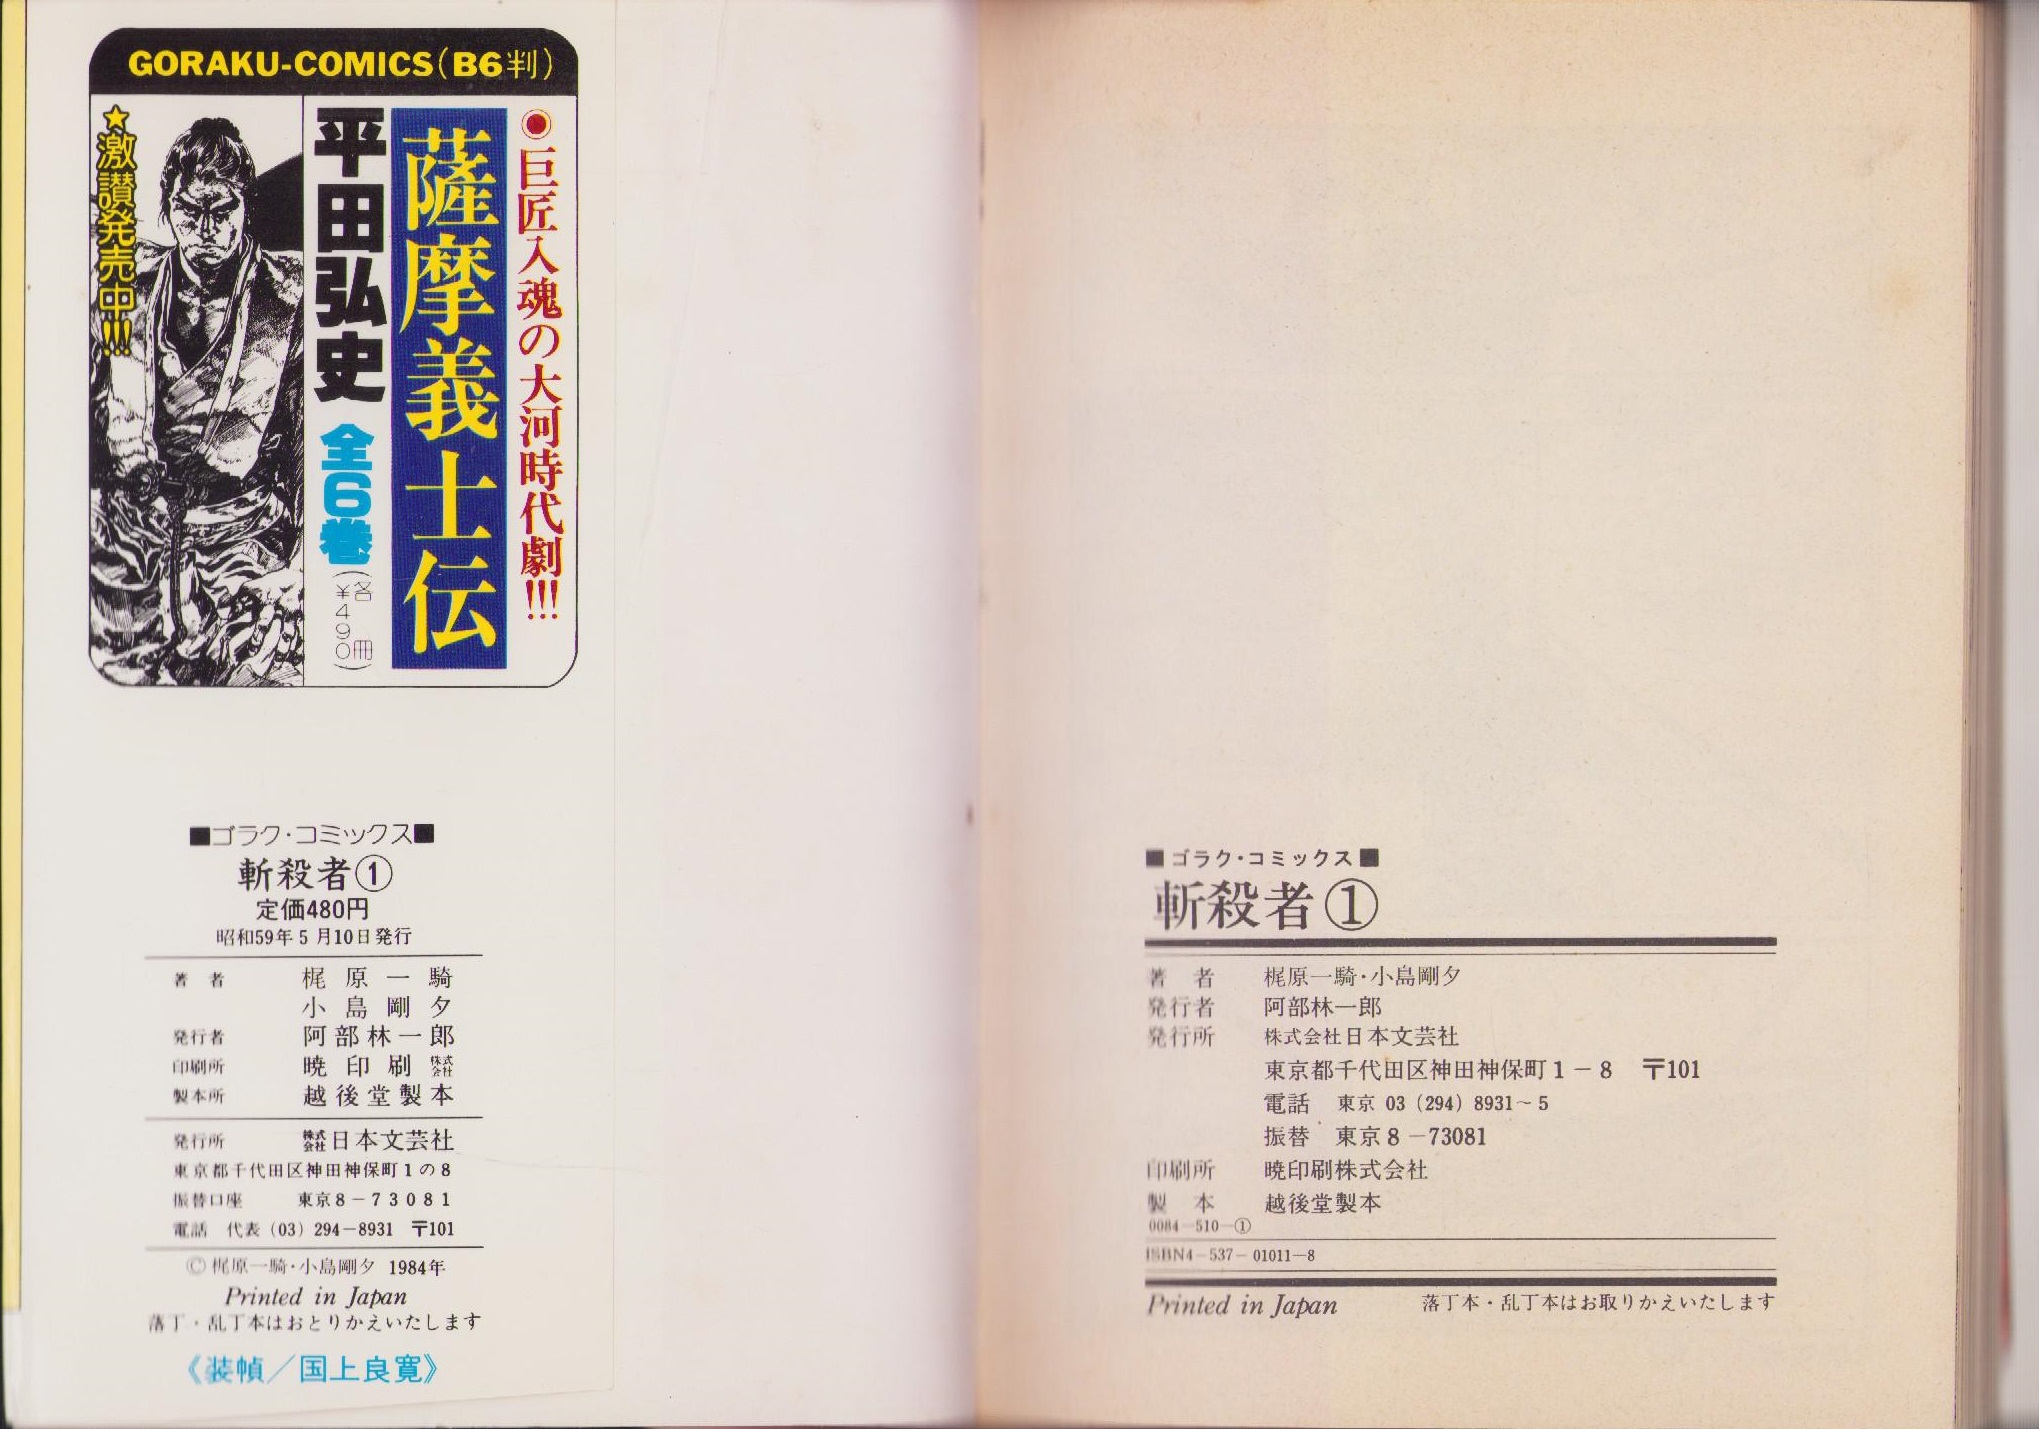 GORAKU-COMICS(B6判)
◉巨匠入魂の大河時代劇!!!
薩摩義士伝
平田弘史
全6巻
(各冊¥490)
★激讃発売中!!!
■ゴラク・コミックス■
斬殺者①
定価480円
昭和59年5月10日発行
著者 梶原一騎
小島剛夕
発行者 阿部林一郎
印刷所 暁印刷株式会社
製本所 越後堂製本
発行所 株式会社日本文芸社
東京都千代田区神田神保町1の8
振替口座 東京8-73081
電話 代表(03)294-8931 〒101
©梶原一騎・小島剛夕 1984年
Printed in Japan
落丁・乱丁本はおとりかえいたします
《装幀/国上良寛》
■ゴラク・コミックス■
斬殺者①
著者 梶原一騎・小島剛夕
発行者 阿部林一郎
発行所 株式会社日本文芸社
東京都千代田区神田神保町1-8 〒101
電話 東京 03(294)8931~5
振替 東京8-73081
印刷所 暁印刷株式会社
製本 越後堂製本
0084-510-①
ISBN4-537-01011-8
Printed in Japan 落丁本・乱丁本はお取りかえいたします